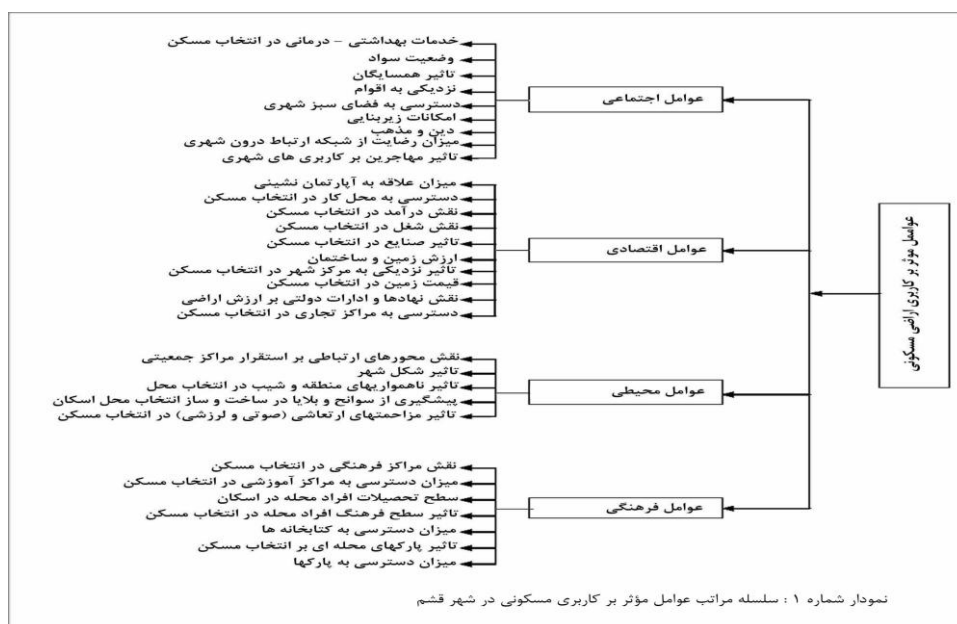 عواممل موثر بر کاربری اراضی مسکونی
عوامل اجتماعی
خدمات بهداشتی - درمانی در انتخاب مسکن
وضعیت سواد
تاثیر همسایگان
نزدیکی به اقوام
دسترسی به فضای سبز شهری
امکانات زیربنایی
دین و مذهب
میزان رضایت از شبکه ارتباط درون شهری
تاثیر مهاجرین بر کاربری های شهری
عوامل اقتصادی
میزان علاقه به آپارتمان نشینی
دسترسی به محل کار در انتخاب مسکن
نقش درآمد در انتخاب مسکن
نقش شغل در انتخاب مسکن
تاثیر صنایع در انتخاب مسکن
ارزش زمین و ساختمان
تاثیر نزدیکی به مرکز شهر در انتخاب مسکن
قیمت زمین در انتخاب مسکن
نقش نهادها و ادارات دولتی بر ارزش اراضی
دسترسی به مراکز تجاری در انتخاب مسکن
عوامل محیطی
نقش محورهای ارتباطی بر استقرار مراکز جمعیتی
تاثیر شکل شهر
تاثیر ناهمواریهای منطقه و شیب در انتخاب محل
پیشگیری از سوانح و بلایا در ساخت و ساز انتخاب محل اسکان
تاثیر مزاحمتهای ارتعاشی (صوتی و لرزشی) در انتخاب مسکن
عوامل فرهنگی
نقش مراکز فرهنگی در انتخاب مسکن
میزان دسترسی به مراکز آموزشی در انتخاب مسکن
سطح تحصیلات افراد محله در اسکان
تاثیر سطح فرهنگ افراد محله در انتخاب مسکن
میزان دسترسی به کتابخانه ها
تاثیر پارکهای محله ای بر انتخاب مسکن
میزان دسترسی به پارکها
نمودار شماره ۱ : سلسله مراتب عوامل مؤثر بر کاربری مسکونی در شهر قشم